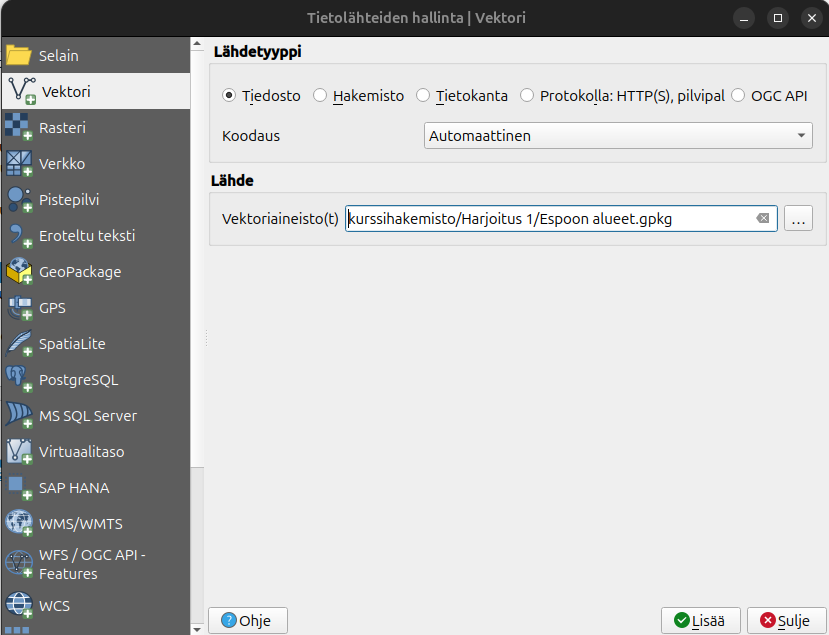 Tietolähteiden hallinta | Vektori
Selain
Vektori
Rasteri
Verkko
Pistepilvi
Eroteltu teksti
GeoPackage
GPS
SpatiaLite
PostgreSQL
MS SQL Server
Virtuaalitaso
SAP HANA
WMS/WMTS
WFS / OGC API -
Features
WCS
Lähdetyyppi
Tiedosto Hakemisto Tietokanta Protokolla: HTTP(S), pilvipal OGC API
Koodaus Automaattinen
Lähde
Vektoriaineisto(t) kurssihakemisto/Harjoitus 1/Espoon alueet.gpkg ...
Ohje Lisää Sulje